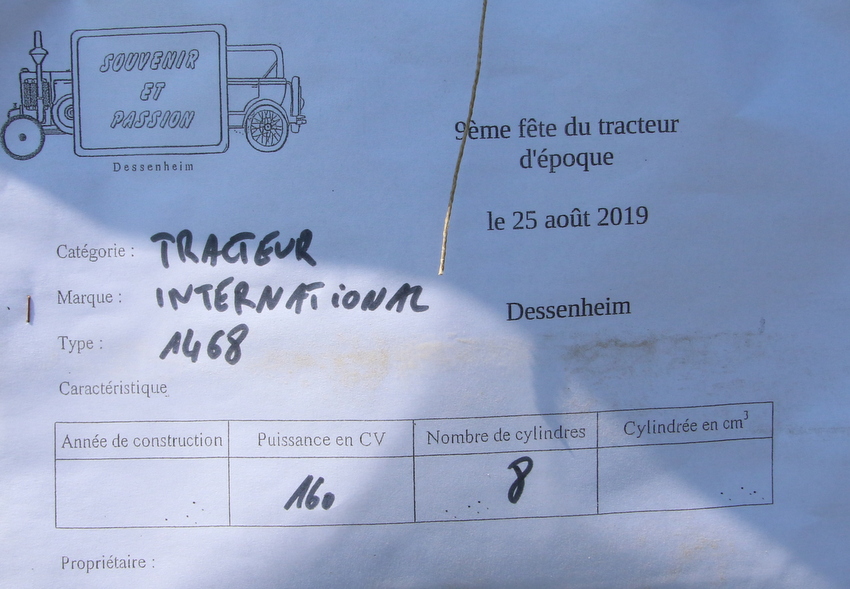 SOUVENIR
ET
PASSION
Dessenheim
9ème fête du tracteur
d'époque
le 25 août 2019
Dessenheim
Catégorie : TRACTEUR
Marque : INTERNATIONAL
Type : 1468
Caractéristique
Année de construction Puissance en CV Nombre de cylindres Cylindrée en cm³
160 8
Propriétaire :